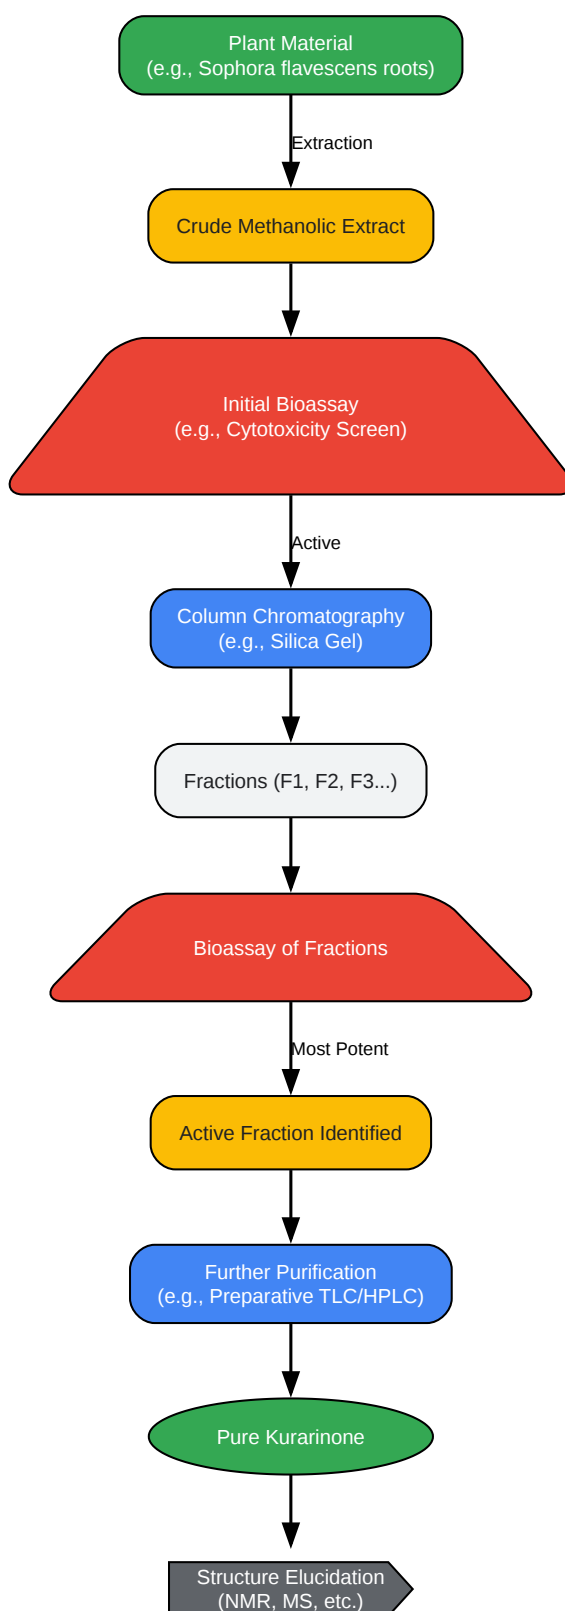 Plant Material
(e.g., Sophora flavescens roots)
Extraction
Crude Methanolic Extract
Initial Bioassay
(e.g., Cytotoxicity Screen)
Active
Column Chromatography
(e.g., Silica Gel)
Fractions (F1, F2, F3...)
Bioassay of Fractions
Most Potent
Active Fraction Identified
Further Purification
(e.g., Preparative TLC/HPLC)
Pure Kurarinone
Structure Elucidation
(NMR, MS, etc.)